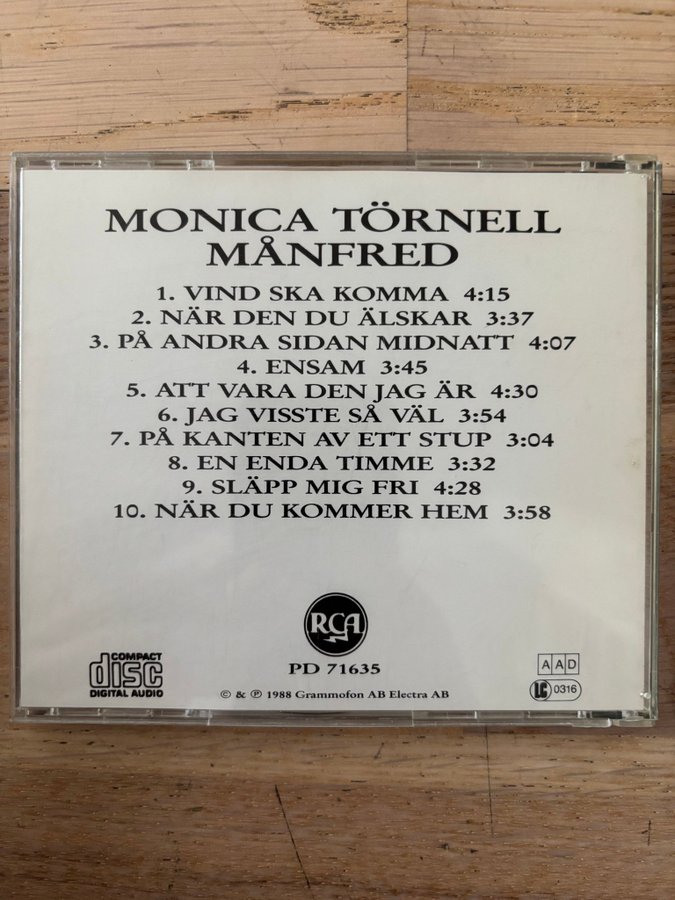 MONICA TÖRNELL
MÅNFRED
1. VIND SKA KOMMA 4:15
2. NÄR DEN DU ÄLSKAR 3:37
3. PÅ ANDRA SIDAN MIDNATT 4:07
4. ENSAM 3:45
5. ATT VARA DEN JAG ÄR 4:30
6. JAG VISSTE SÅ VÄL 3:54
7. PÅ KANTEN AV ETT STUP 3:04
8. EN ENDA TIMME 3:32
9. SLÄPP MIG FRI 4:28
10. NÄR DU KOMMER HEM 3:58
RCA
PD 71635
COMPACT
disc
DIGITAL AUDIO
© & ℗ 1988 Grammofon AB Electra AB
AAD
LC 0316